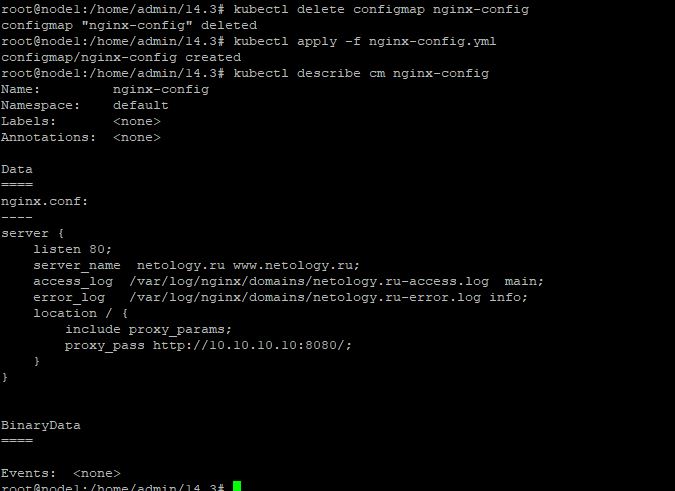 root@node1:/home/admin/14.3# kubectl delete configmap nginx-config
configmap "nginx-config" deleted
root@node1:/home/admin/14.3# kubectl apply -f nginx-config.yml
configmap/nginx-config created
root@node1:/home/admin/14.3# kubectl describe cm nginx-config
Name:         nginx-config
Namespace:    default
Labels:       <none>
Annotations:  <none>

Data
====
nginx.conf:
----
server {
    listen 80;
    server_name  netology.ru www.netology.ru;
    access_log  /var/log/nginx/domains/netology.ru-access.log  main;
    error_log   /var/log/nginx/domains/netology.ru-error.log info;
    location / {
        include proxy_params;
        proxy_pass http://10.10.10.10:8080/;
    }
}


BinaryData
====

Events:  <none>
root@node1:/home/admin/14.3#